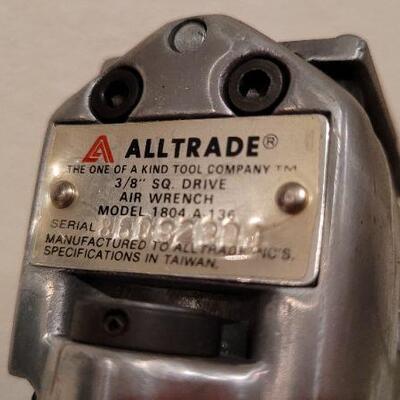 ALLTRADE®
THE ONE OF A KIND TOOL COMPANY TM
3/8" SQ. DRIVE
AIR WRENCH
MODEL 1804 A 136
SERIAL
MANUFACTURED TO ALLTRADE INC'S.
SPECIFICATIONS IN TAIWAN.